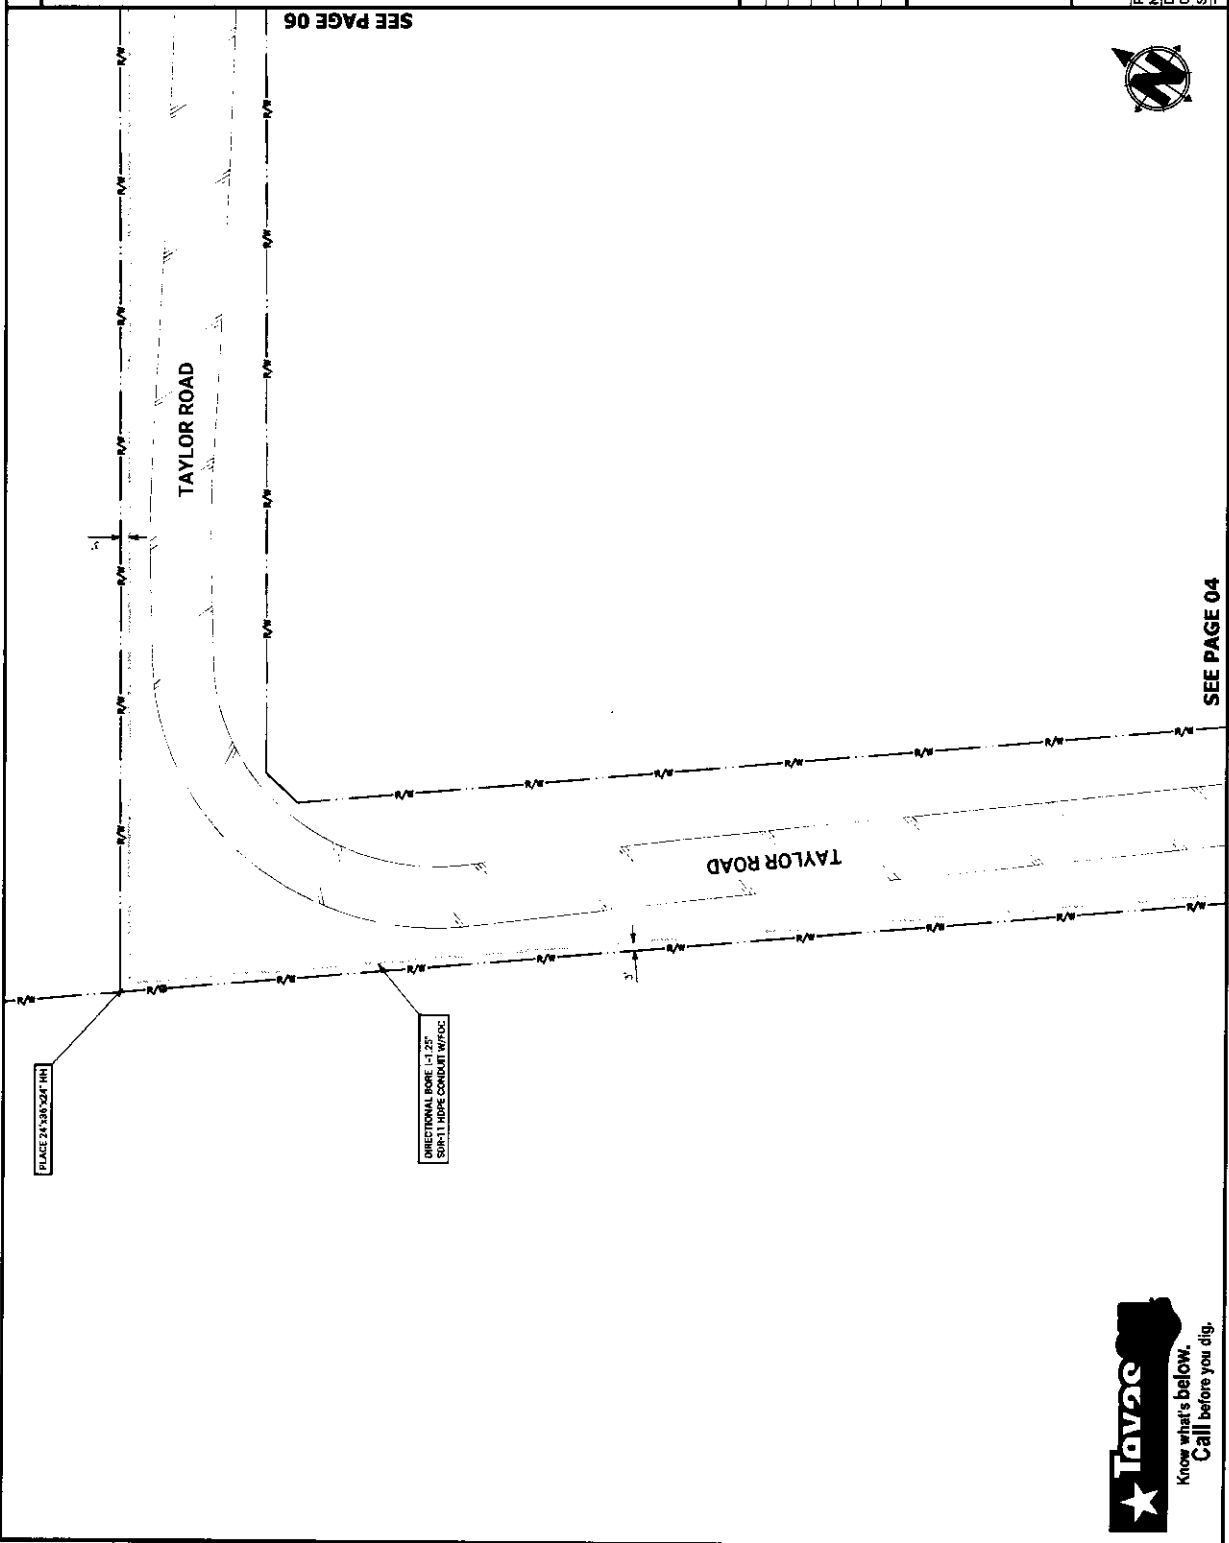 SEE PAGE 06
TAYLOR ROAD
TAYLOR ROAD
SEE PAGE 04
PLACE 24"x36"x24" HH
DIRECTIONAL BORE 1-1.25"
SDR-11 HDPE CONDUIT W/FOC
R/W R/W R/W R/W R/W R/W R/W
R/W R/W R/W R/W R/W
R/W R/W R/W R/W R/W R/W R/W
R/W R/W R/W R/W R/W R/W R/W R/W R/W R/W
3'
N
Know what's below.
Call before you dig.